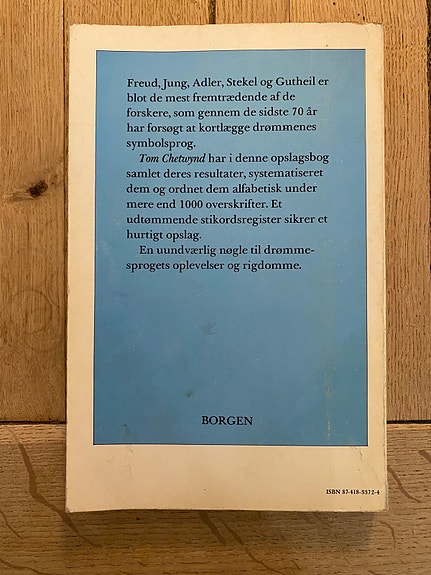 Freud, Jung, Adler, Stekel og Gutheil er
blot de mest fremtrædende af de
forskere, som gennem de sidste 70 år
har forsøgt at kortlægge drømmenes
symbolsprog.
Tom Chetwynd har i denne opslagsbog
samlet deres resultater, systematiseret
dem og ordnet dem alfabetisk under
mere end 1000 overskrifter. Et
udtømmende stikordsregister sikrer et
hurtigt opslag.
En uundværlig nøgle til drømme-
sprogets oplevelser og rigdomme.
BORGEN
ISBN 87-418-3372-4